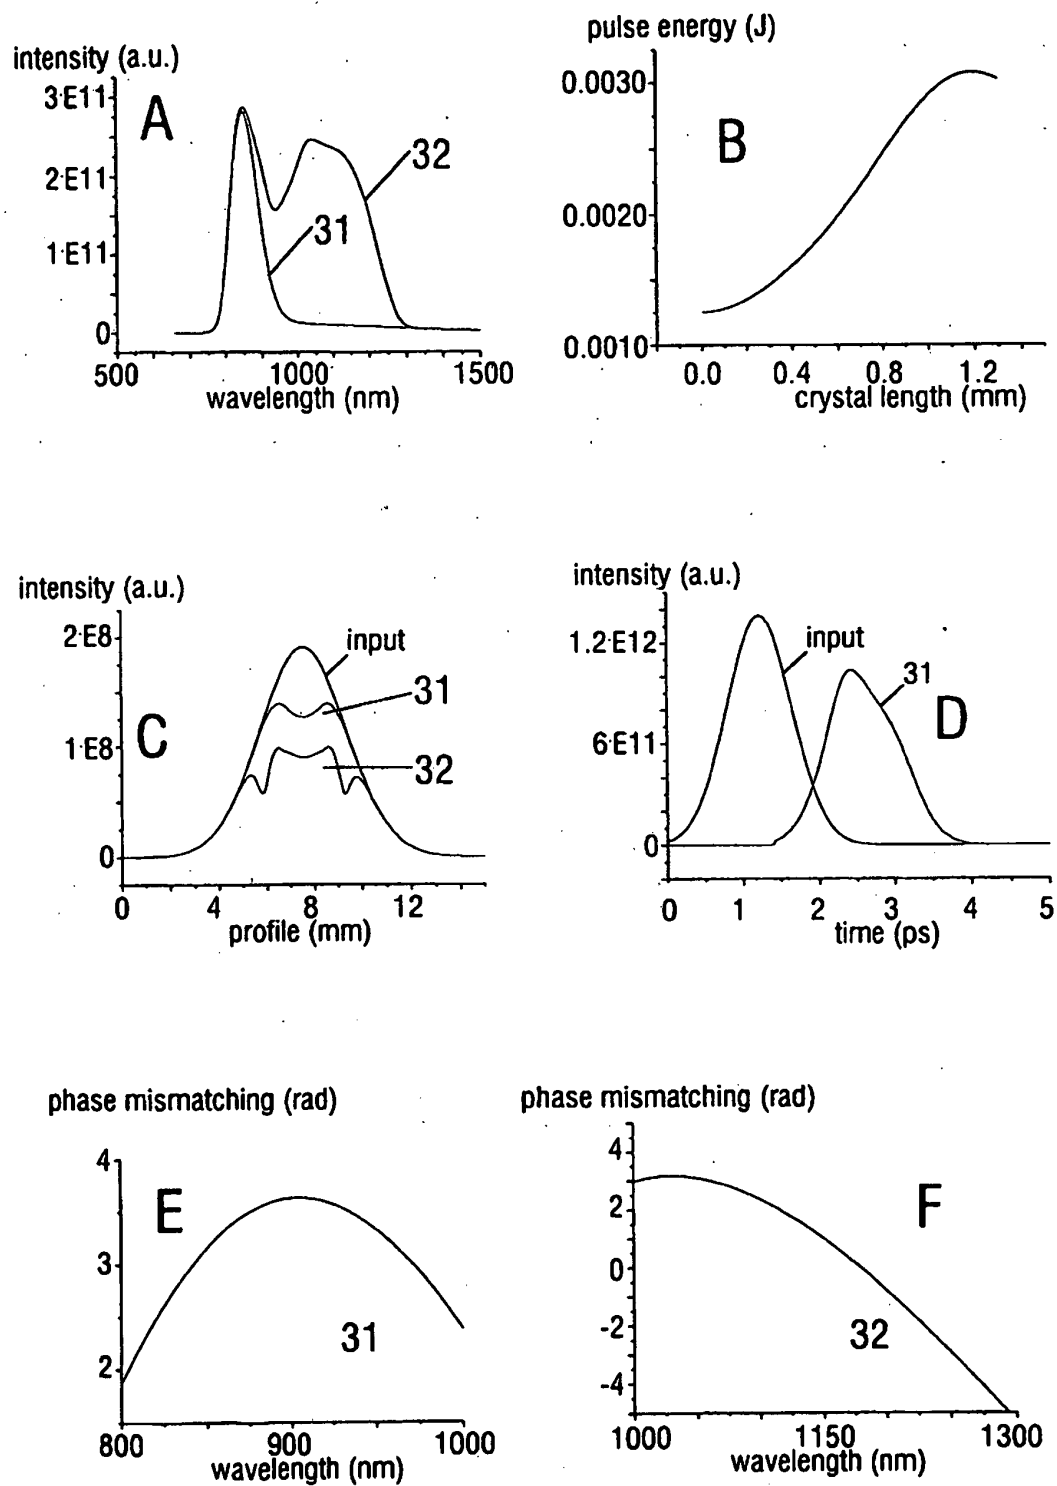 intensity (a.u.)
3·E11
2·E11
1·E11
0
A
32
31
500 1000 1500
wavelength (nm)
pulse energy (J)
0.0030
0.0020
0.0010
B
0.0 0.4 0.8 1.2
crystal length (mm)
intensity (a.u.)
2·E8
1·E8
0
C
input
31
32
0 4 8 12
profile (mm)
intensity (a.u.)
1.2·E12
6·E11
0
input
31
D
0 1 2 3 4 5
time (ps)
phase mismatching (rad)
4
3
2
E
31
800 900 1000
wavelength (nm)
phase mismatching (rad)
4
2
0
-2
-4
F
32
1000 1150 1300
wavelength (nm)